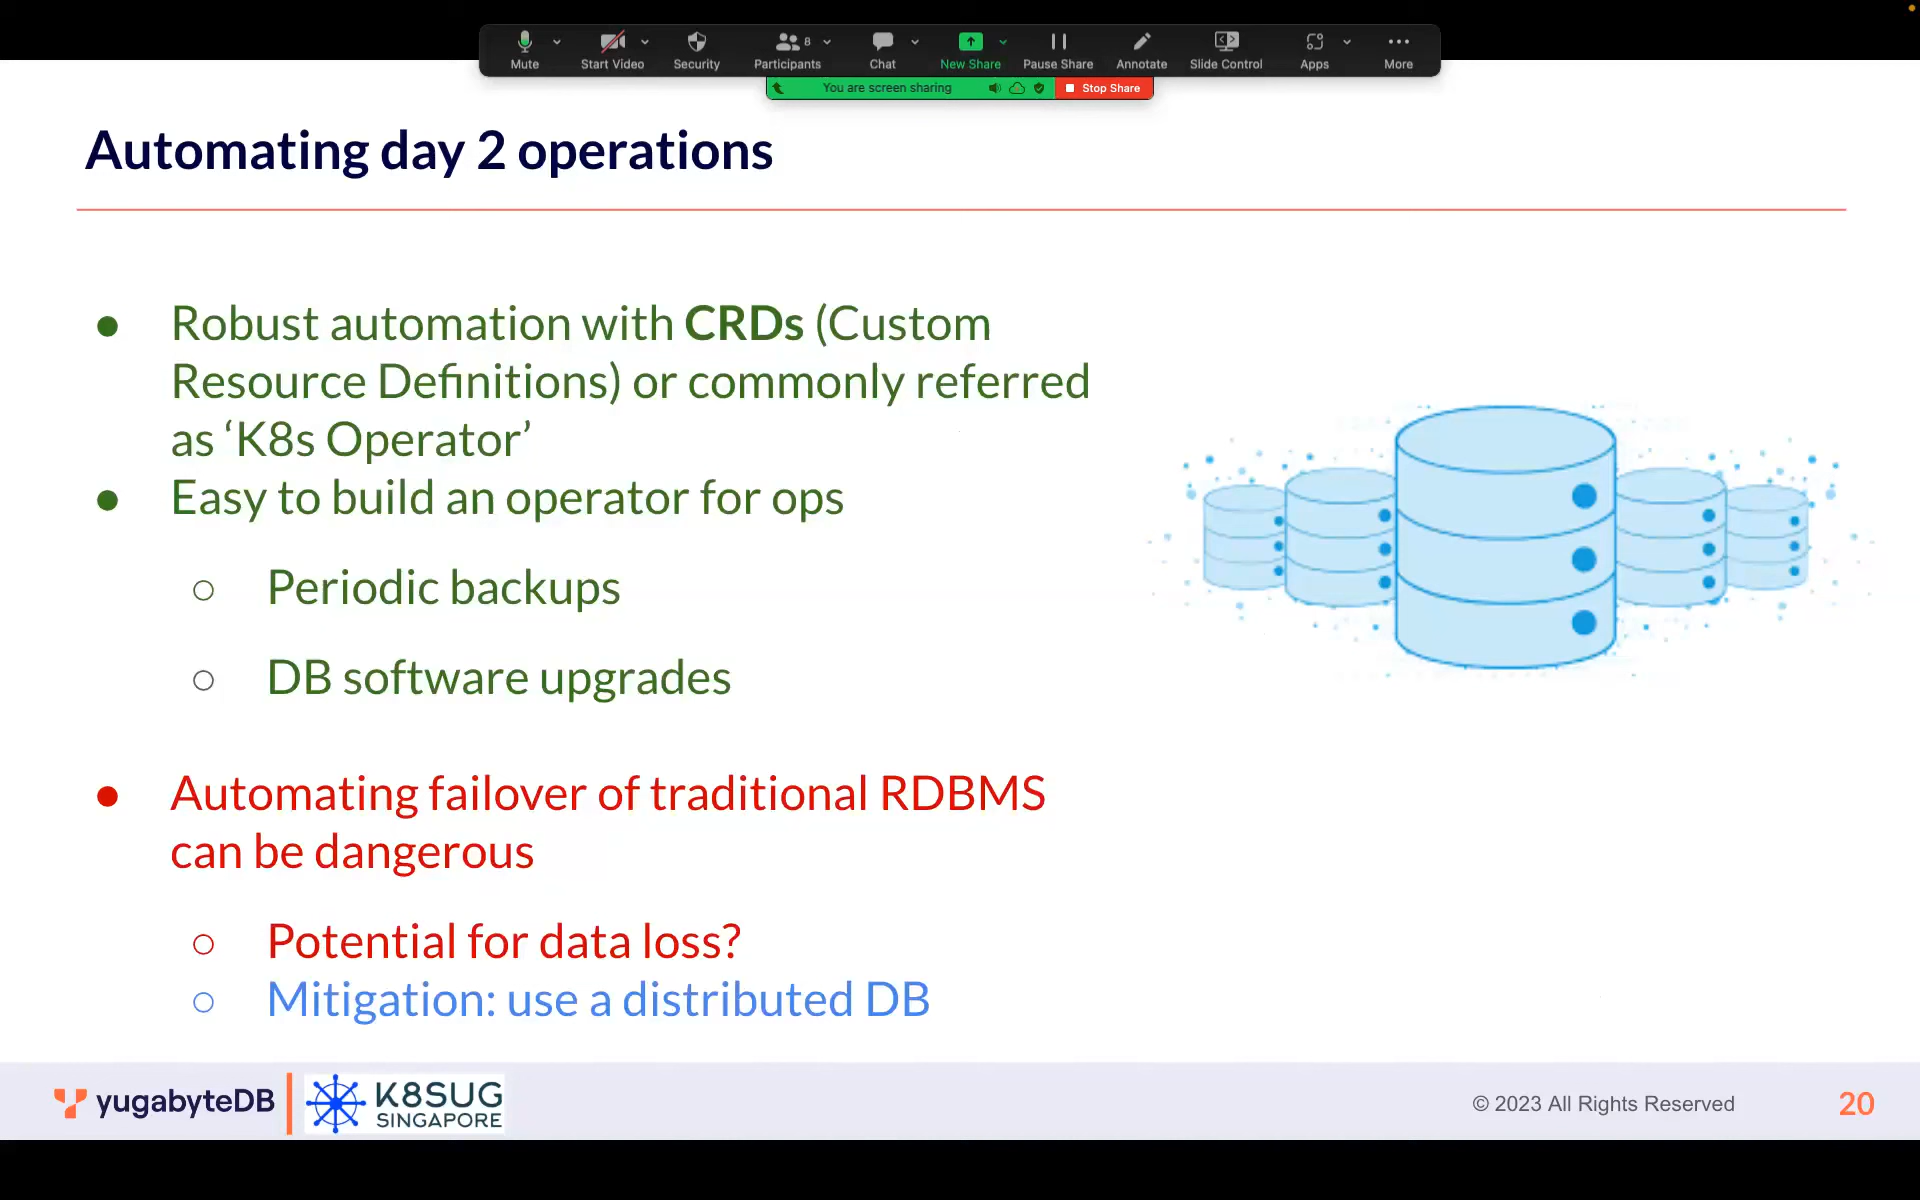 Mute
Start Video
Security
Participants
8
Chat
New Share
Pause Share
Annotate
Slide Control
Apps
More
You are screen sharing
Stop Share
Automating day 2 operations
● Robust automation with CRDs (Custom
Resource Definitions) or commonly referred
as ‘K8s Operator’
● Easy to build an operator for ops
○ Periodic backups
○ DB software upgrades
● Automating failover of traditional RDBMS
can be dangerous
○ Potential for data loss?
○ Mitigation: use a distributed DB
yugabyteDB
K8SUG
SINGAPORE
© 2023 All Rights Reserved
20